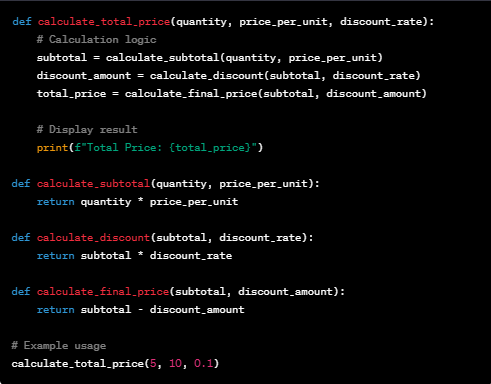 def calculate_total_price(quantity, price_per_unit, discount_rate):
    # Calculation logic
    subtotal = calculate_subtotal(quantity, price_per_unit)
    discount_amount = calculate_discount(subtotal, discount_rate)
    total_price = calculate_final_price(subtotal, discount_amount)

    # Display result
    print(f"Total Price: {total_price}")

def calculate_subtotal(quantity, price_per_unit):
    return quantity * price_per_unit

def calculate_discount(subtotal, discount_rate):
    return subtotal * discount_rate

def calculate_final_price(subtotal, discount_amount):
    return subtotal - discount_amount

# Example usage
calculate_total_price(5, 10, 0.1)